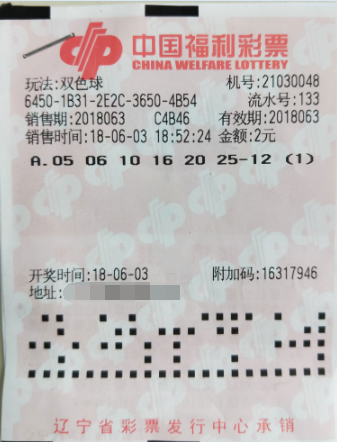 中国福利彩票
CHINA WELFARE LOTTERY
玩法:双色球 机号:21030048
6450-1B31-2E2C-3650-4B54 流水号:133
销售期:2018063 C4B46 有效期:2018063
销售时间:18-06-03 18:52:24 金额:2元
A.05 06 10 16 20 25-12 (1)
开奖时间:18-06-03 附加码:16317946
地址:
辽宁省彩票发行中心承销